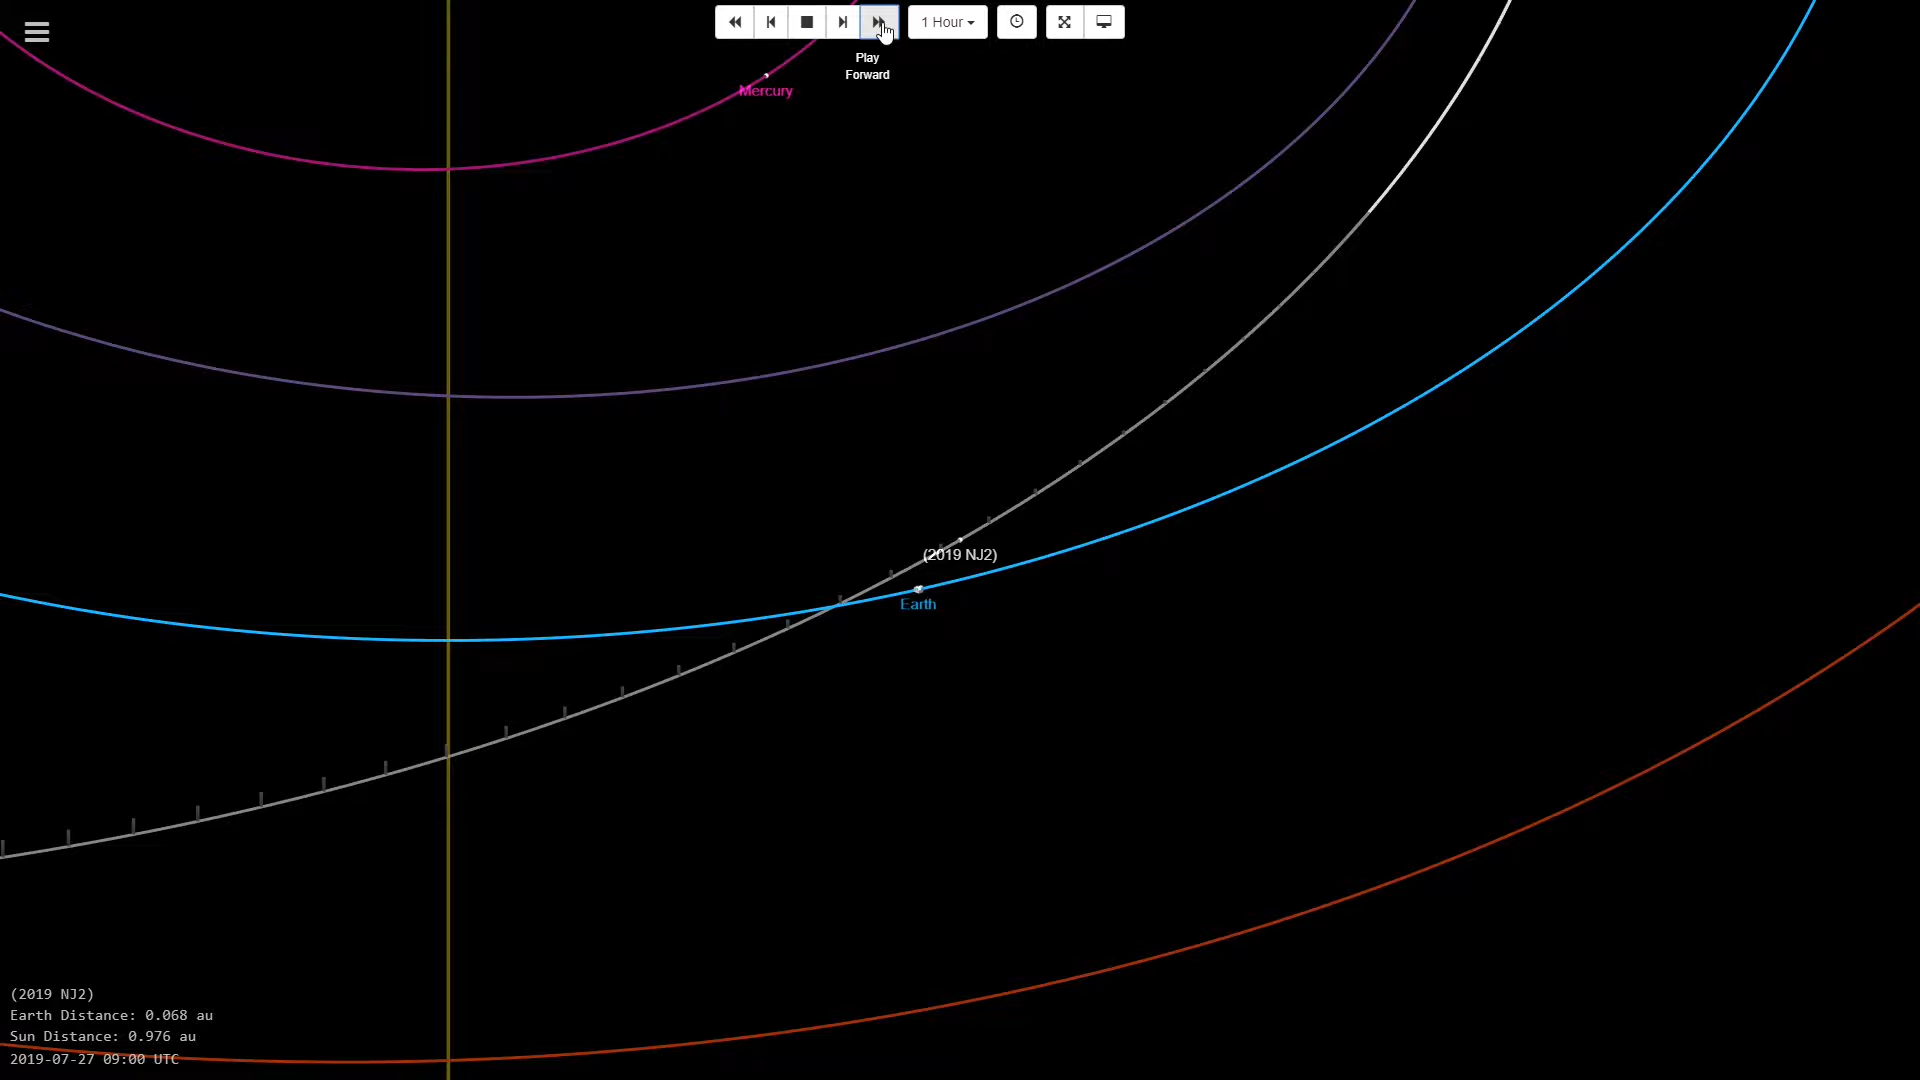 1 Hour
Play
Forward
Mercury
(2019 NJ2)
Earth
(2019 NJ2)
Earth Distance: 0.068 au
Sun Distance: 0.976 au
2019-07-27 09:00 UTC